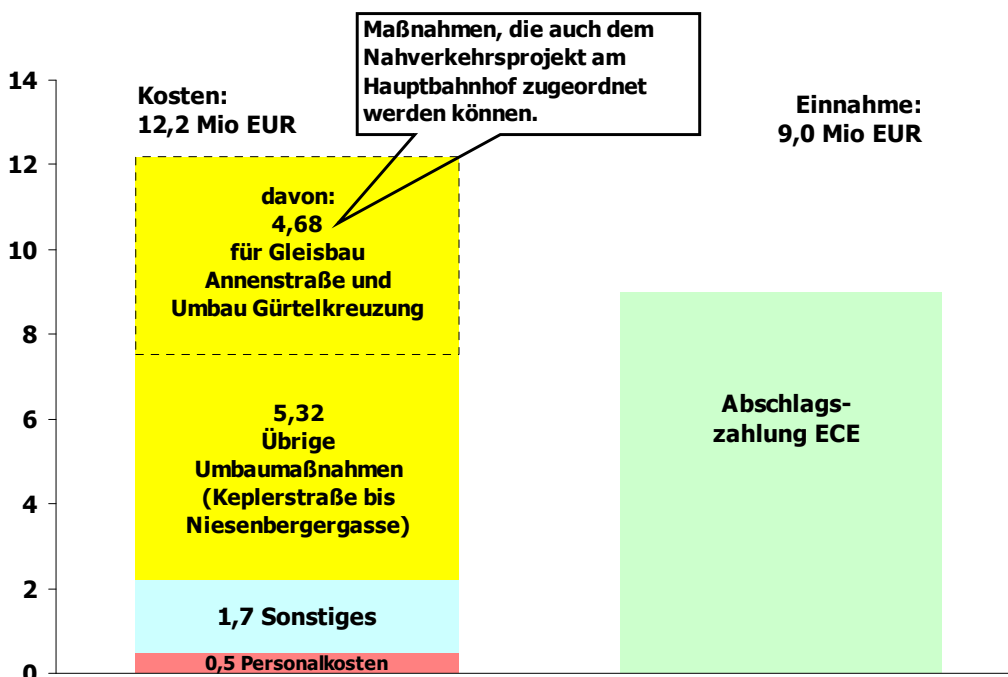 Maßnahmen, die auch dem
Nahverkehrsprojekt am
Hauptbahnhof zugeordnet
werden können.
Kosten:
12,2 Mio EUR
Einnahme:
9,0 Mio EUR
14
12
10
8
6
4
2
0
davon:
4,68
für Gleisbau
Annenstraße und
Umbau Gürtelkreuzung
5,32
Übrige
Umbaumaßnahmen
(Keplerstraße bis
Niesenbergergasse)
1,7 Sonstiges
0,5 Personalkosten
Abschlags-
zahlung ECE